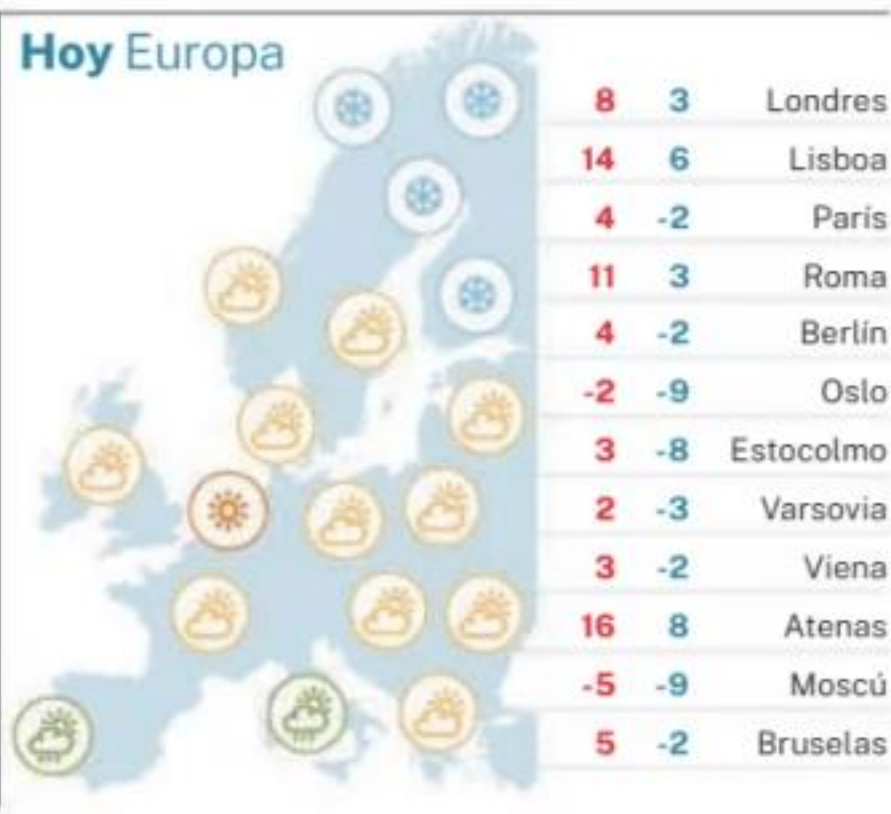 Hoy Europa
8 3 Londres
14 6 Lisboa
4 -2 París
11 3 Roma
4 -2 Berlín
-2 -9 Oslo
3 -8 Estocolmo
2 -3 Varsovia
3 -2 Viena
16 8 Atenas
-5 -9 Moscú
5 -2 Bruselas